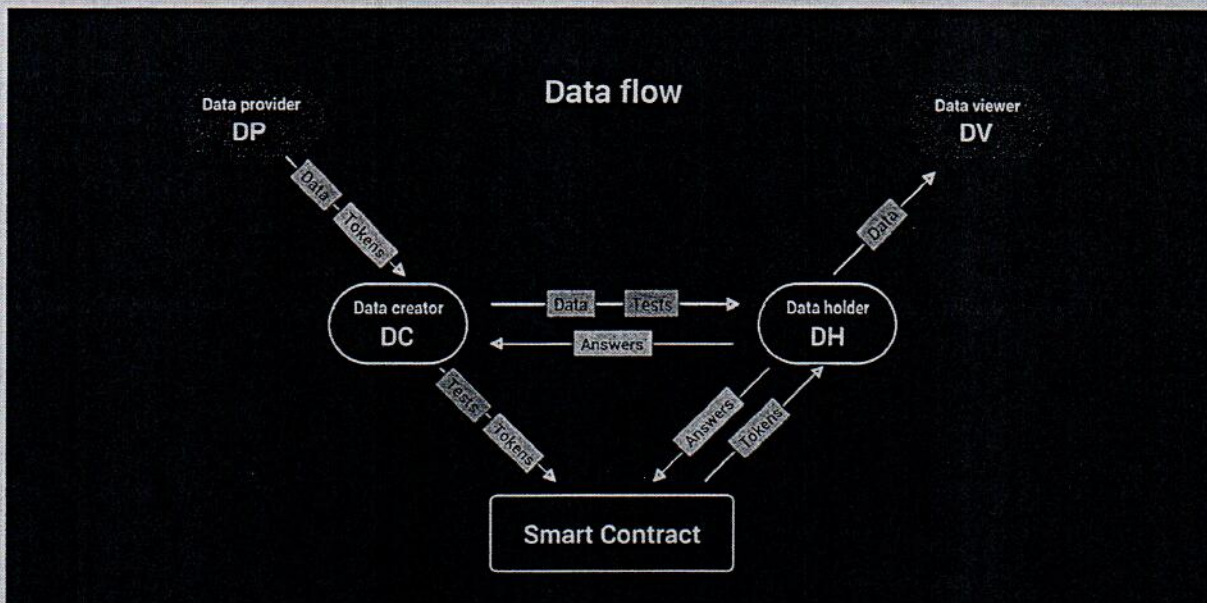 Data flow
Data provider
DP
Data viewer
DV
Data
Tokens
Data
Data creator
DC
Data
Tests
Data holder
DH
Answers
Tests
Tokens
Answers
Tokens
Smart Contract